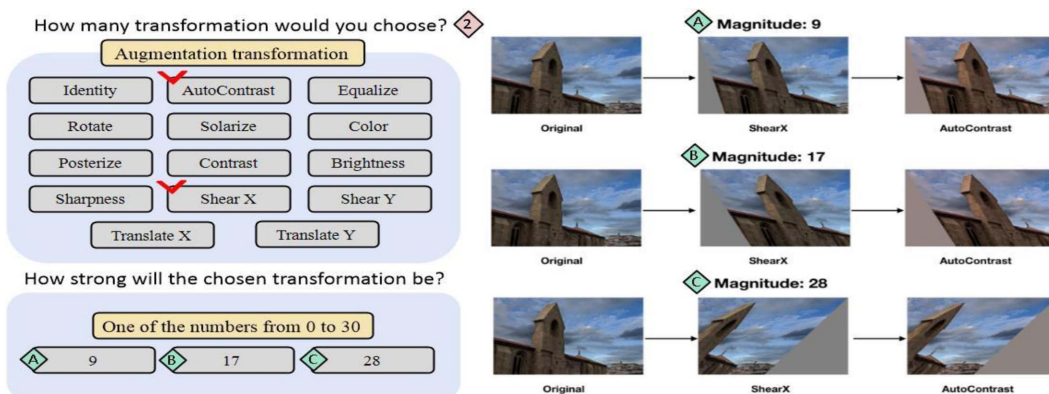 How many transformation would you choose? 2
Augmentation transformation
Identity AutoContrast Equalize
Rotate Solarize Color
Posterize Contrast Brightness
Sharpness Shear X Shear Y
Translate X Translate Y
How strong will the chosen transformation be?
One of the numbers from 0 to 30
A 9 B 17 C 28
A Magnitude: 9
Original ShearX AutoContrast
B Magnitude: 17
Original ShearX AutoContrast
C Magnitude: 28
Original ShearX AutoContrast